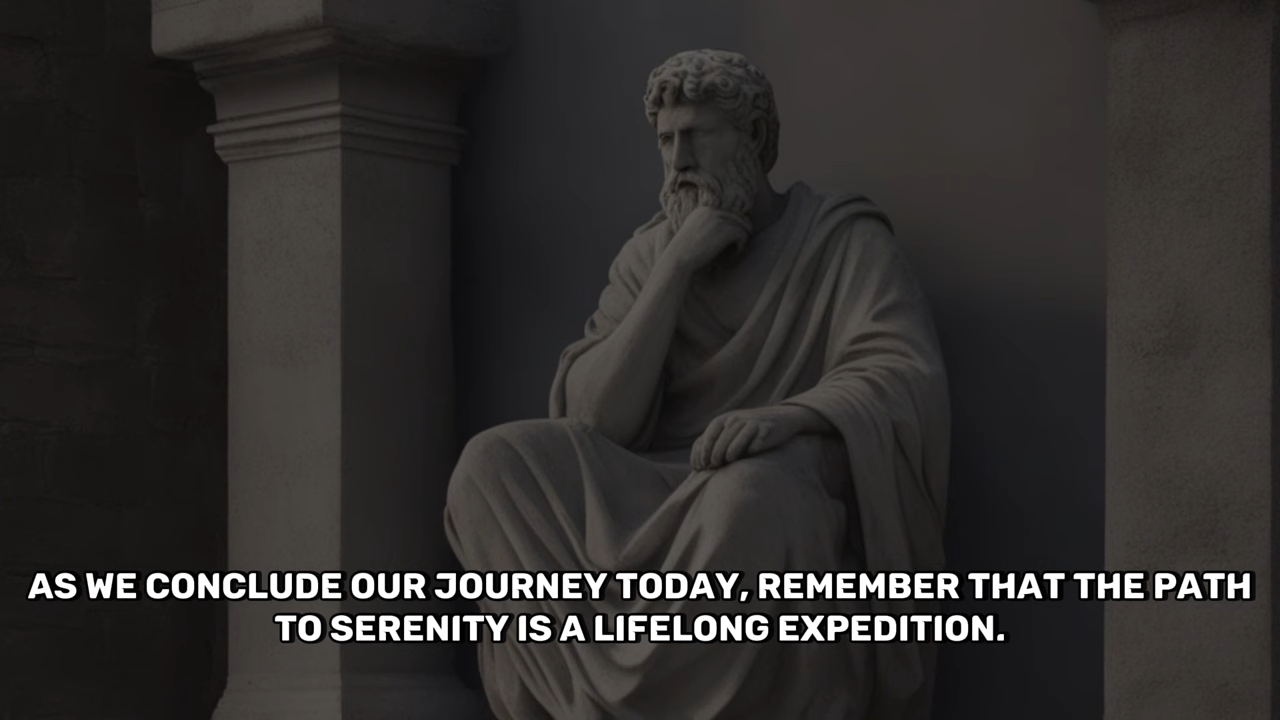 AS WE CONCLUDE OUR JOURNEY TODAY, REMEMBER THAT THE PATH
TO SERENITY IS A LIFELONG EXPEDITION.